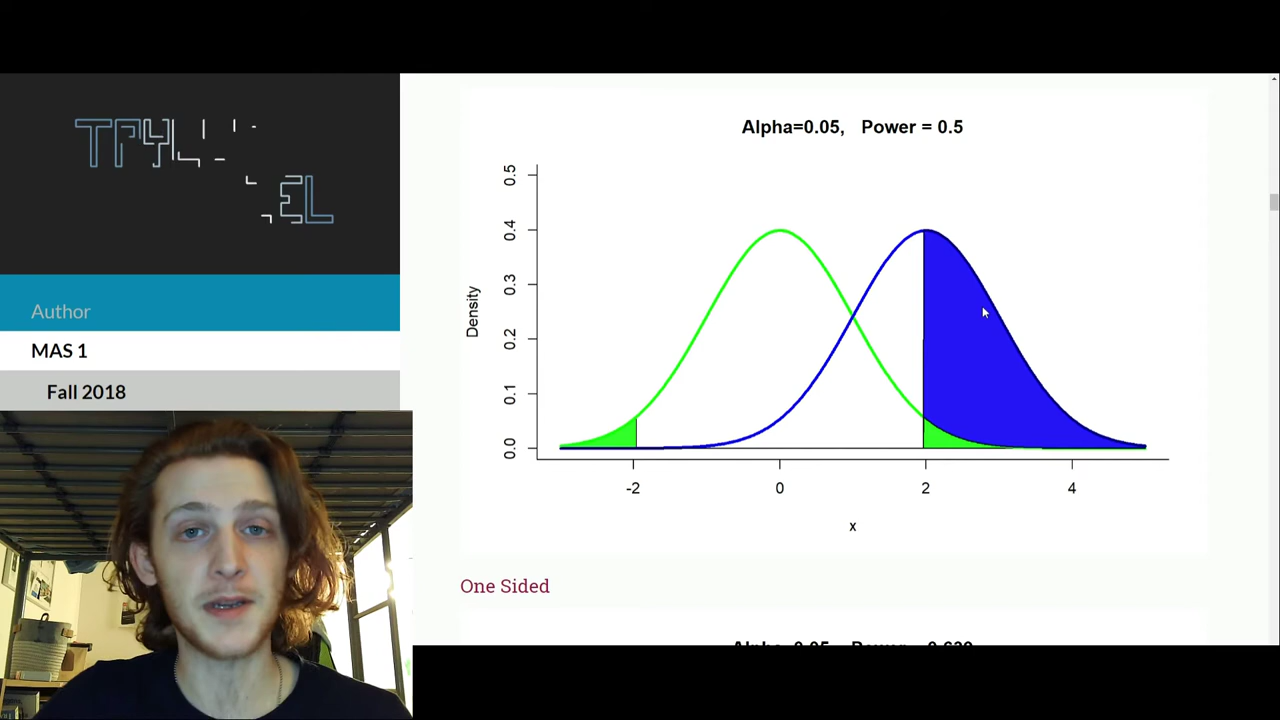 Author
MAS 1
Fall 2018
Alpha=0.05, Power = 0.5
Density
0.5
0.4
0.3
0.2
0.1
0.0
-2
0
2
4
x
One Sided